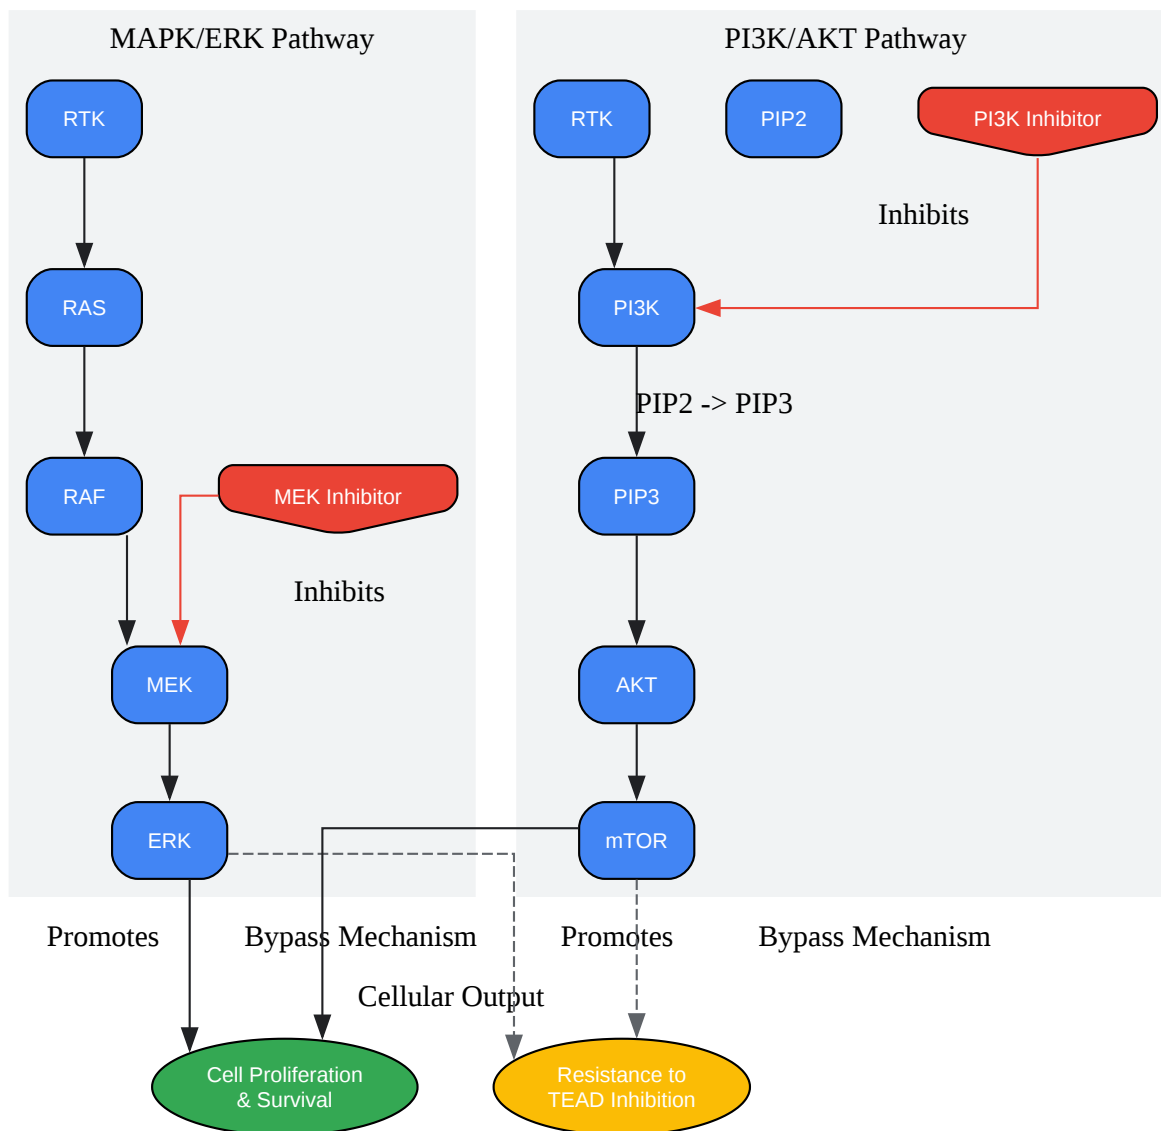 MAPK/ERK Pathway
PI3K/AKT Pathway
RTK
RTK
PIP2
PI3K Inhibitor
Inhibits
RAS
PI3K
PIP2 -> PIP3
RAF
MEK Inhibitor
PIP3
Inhibits
MEK
AKT
ERK
mTOR
Promotes
Bypass Mechanism
Promotes
Bypass Mechanism
Cellular Output
Cell Proliferation
& Survival
Resistance to
TEAD Inhibition